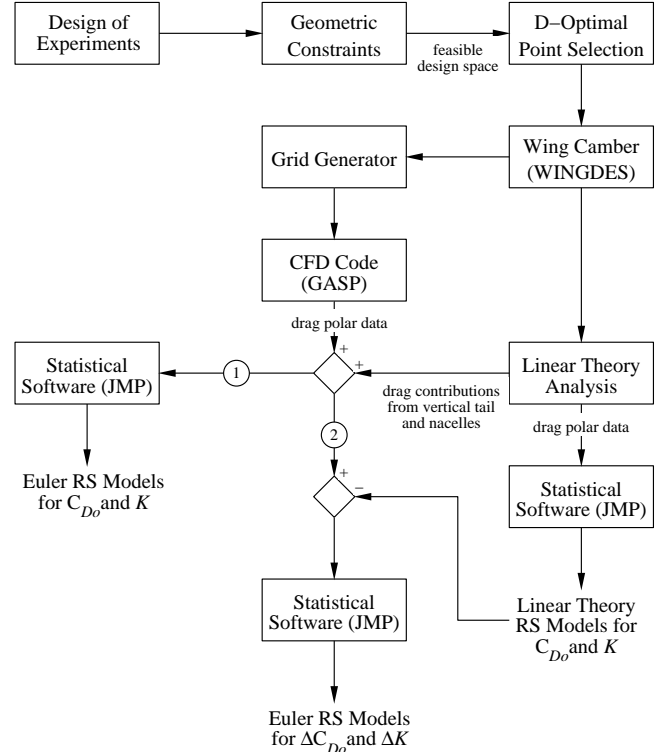 Design of
Experiments
Geometric
Constraints
feasible
design space
D−Optimal
Point Selection
Grid Generator
Wing Camber
(WINGDES)
CFD Code
(GASP)
drag polar data
+
+
Statistical
Software (JMP)
1
drag contributions
from vertical tail
and nacelles
Linear Theory
Analysis
drag polar data
2
Euler RS Models
for C_Do and K
+
−
Statistical
Software (JMP)
Statistical
Software (JMP)
Linear Theory
RS Models for
C_Do and K
Euler RS Models
for ΔC_Do and ΔK